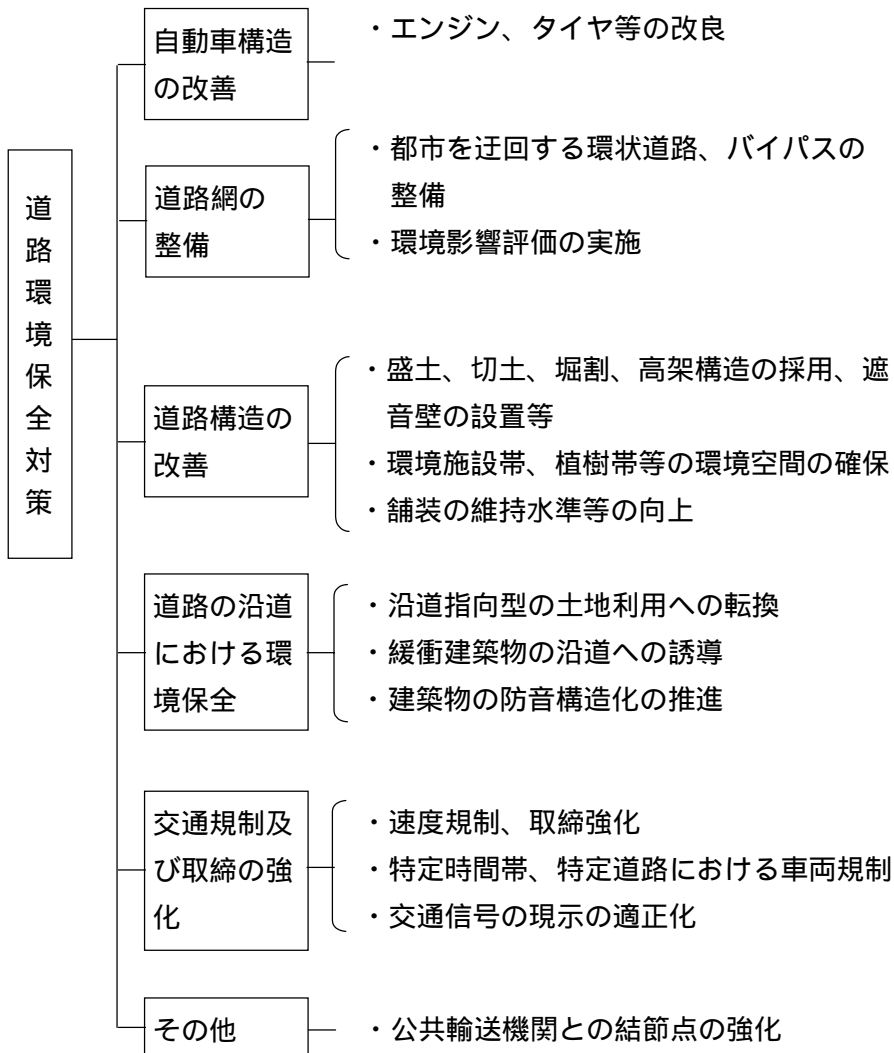 道路環境保全対策
自動車構造
の改善
・エンジン、タイヤ等の改良
道路網の
整備
・都市を迂回する環状道路、バイパスの
整備
・環境影響評価の実施
道路構造の
改善
・盛土、切土、堀割、高架構造の採用、遮
音壁の設置等
・環境施設帯、植樹帯等の環境空間の確保
・舗装の維持水準等の向上
道路の沿道
における環
境保全
・沿道指向型の土地利用への転換
・緩衝建築物の沿道への誘導
・建築物の防音構造化の推進
交通規制及
び取締の強
化
・速度規制、取締強化
・特定時間帯、特定道路における車両規制
・交通信号の現示の適正化
その他
・公共輸送機関との結節点の強化